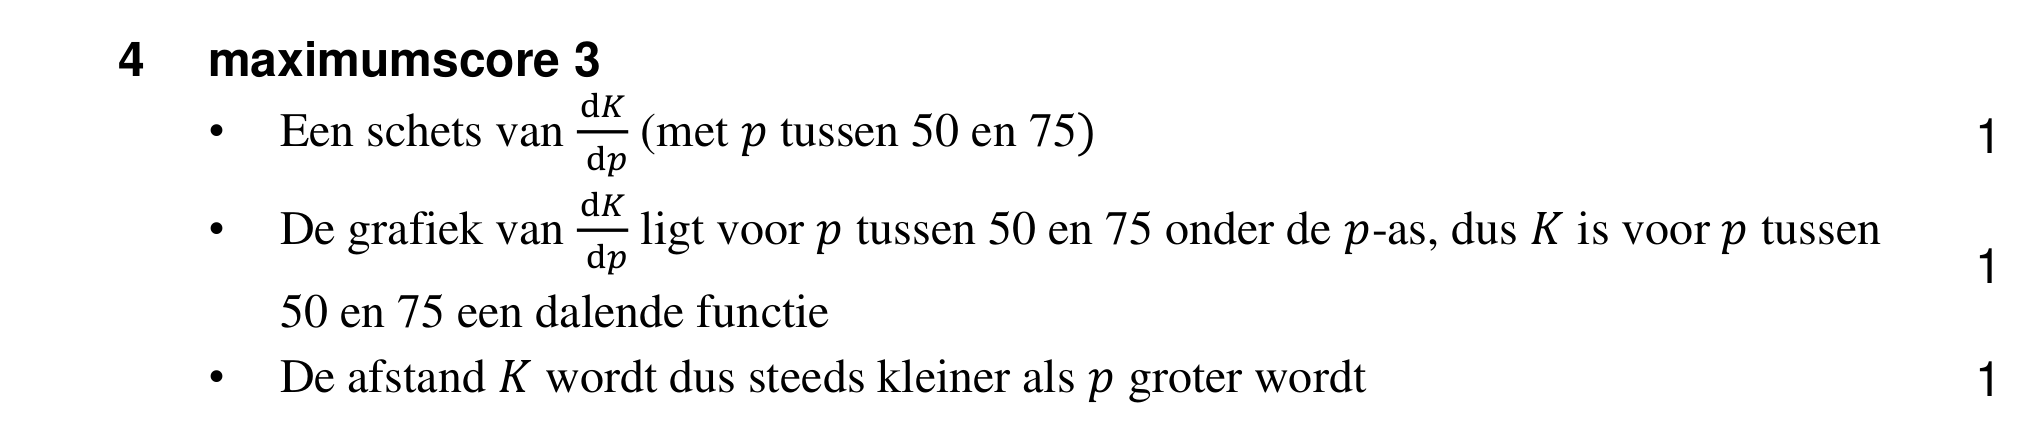 4 maximumscore 3
• Een schets van dK/dp (met p tussen 50 en 75) 1
• De grafiek van dK/dp ligt voor p tussen 50 en 75 onder de p-as, dus K is voor p tussen
50 en 75 een dalende functie 1
• De afstand K wordt dus steeds kleiner als p groter wordt 1